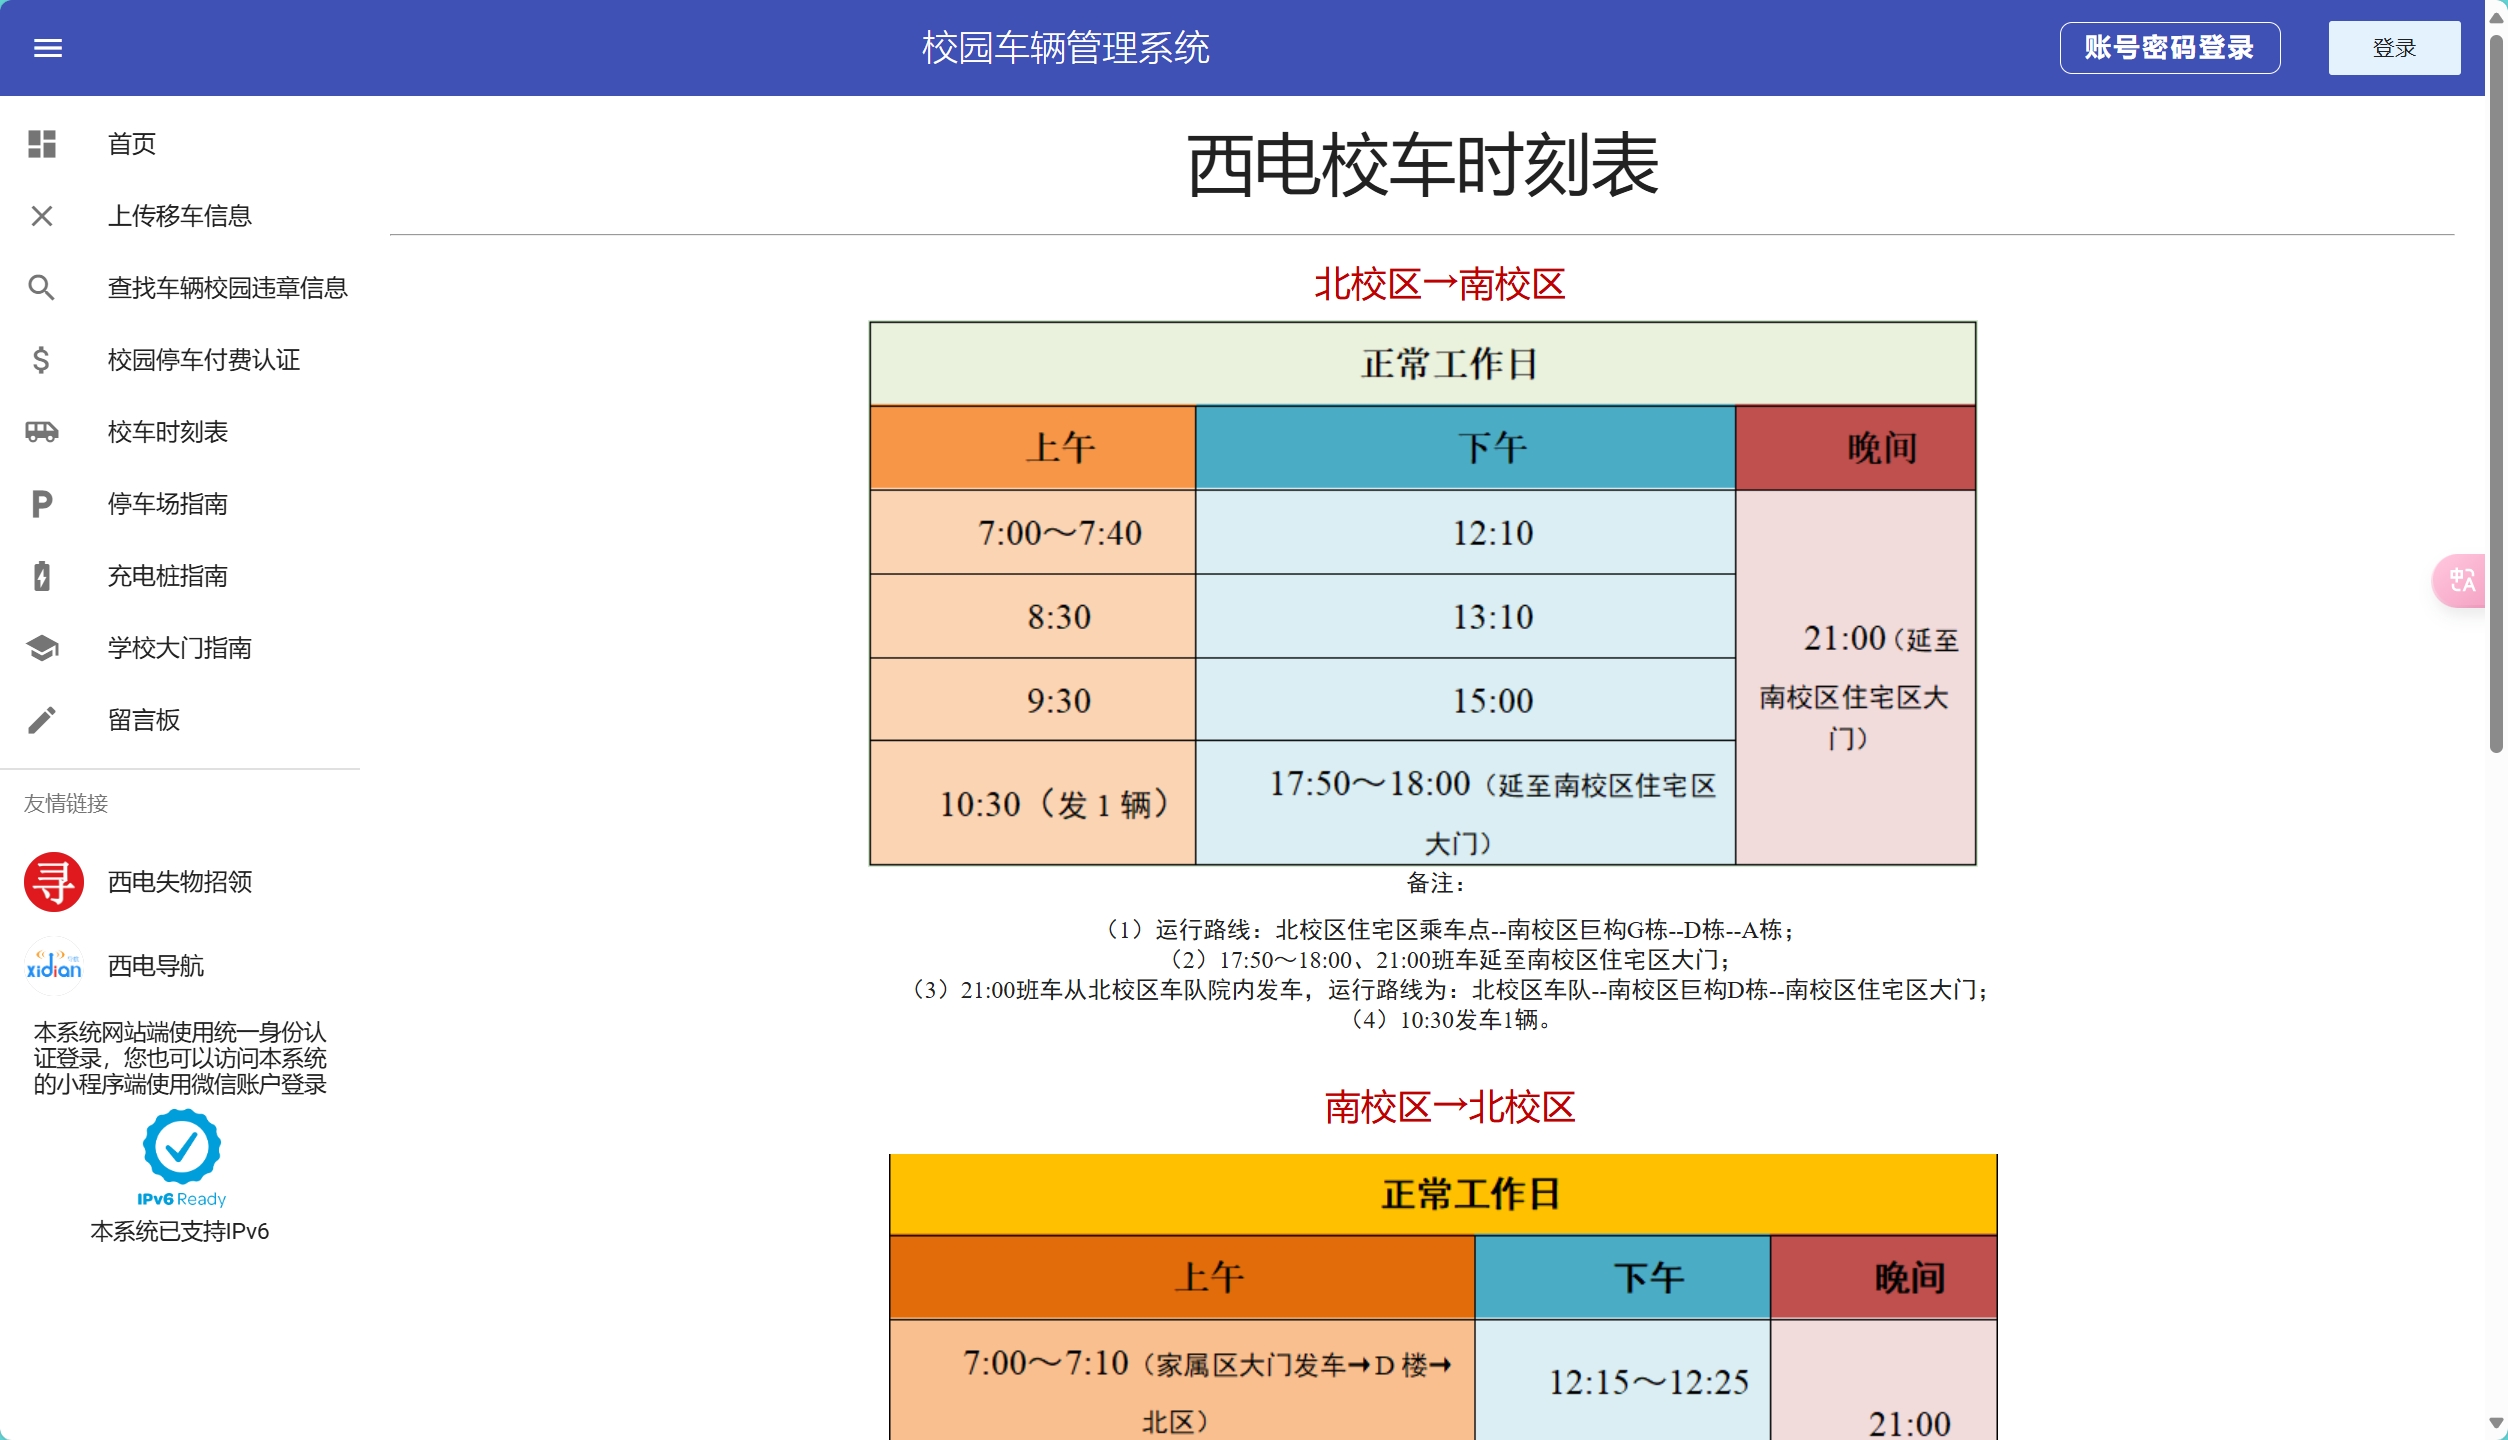 校园车辆管理系统
账号密码登录
登录
首页
上传移车信息
查找车辆校园违章信息
校园停车付费认证
校车时刻表
停车场指南
充电桩指南
学校大门指南
留言板
友情链接
寻
西电失物招领
xidian
西电导航
本系统网站端使用统一身份认
证登录，您也可以访问本系统
的小程序端使用微信账户登录
IPv6 Ready
本系统已支持IPv6
西电校车时刻表
北校区→南校区
正常工作日
上午
下午
晚间
7:00～7:40
12:10
8:30
13:10
9:30
15:00
10:30（发 1 辆）
17:50～18:00（延至南校区住宅区
大门）
21:00（延至
南校区住宅区大
门）
备注：
（1）运行路线：北校区住宅区乘车点--南校区巨构G栋--D栋--A栋；
（2）17:50～18:00、21:00班车延至南校区住宅区大门；
（3）21:00班车从北校区车队院内发车，运行路线为：北校区车队--南校区巨构D栋--南校区住宅区大门；
（4）10:30发车1辆。
南校区→北校区
正常工作日
上午
下午
晚间
7:00～7:10（家属区大门发车→D 楼→
北区）
12:15～12:25
21:00
中A